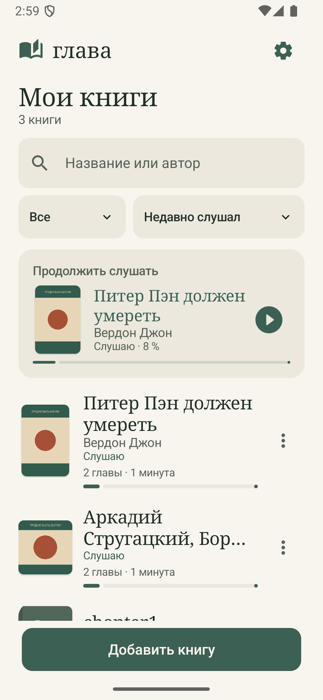 2:59
глава
Мои книги
3 книги
Название или автор
Все
Недавно слушал
Продолжить слушать
Питер Пэн должен
умереть
Вердон Джон
Слушаю · 8 %
Питер Пэн должен
умереть
Вердон Джон
Слушаю
2 главы · 1 минута
Аркадий
Стругацкий, Бор...
Слушаю
2 главы · 1 минута
chapter1
Добавить книгу